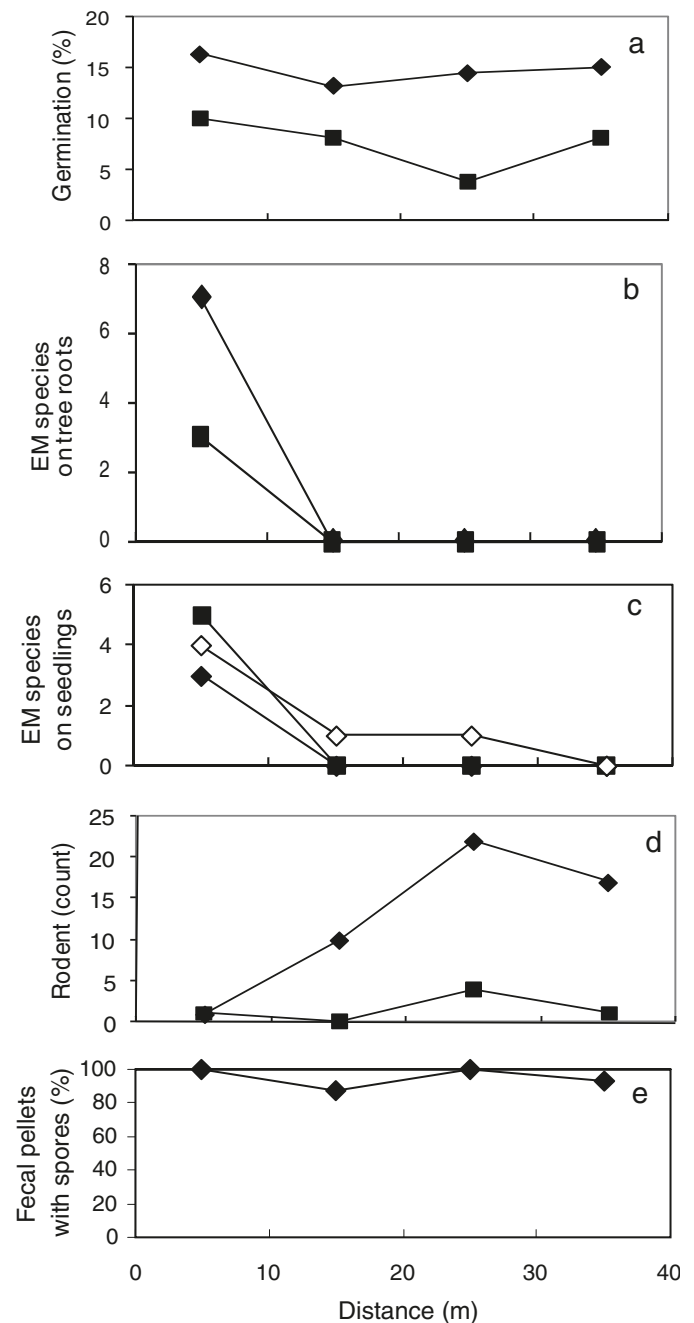 20
15
10
5
0
Germination (%)
a
8
6
4
2
0
EM species
on tree roots
b
6
4
2
0
EM species
on seedlings
c
25
20
15
10
5
0
Rodent (count)
d
100
80
60
40
20
0
Fecal pellets
with spores (%)
e
0 10 20 30 40
Distance (m)